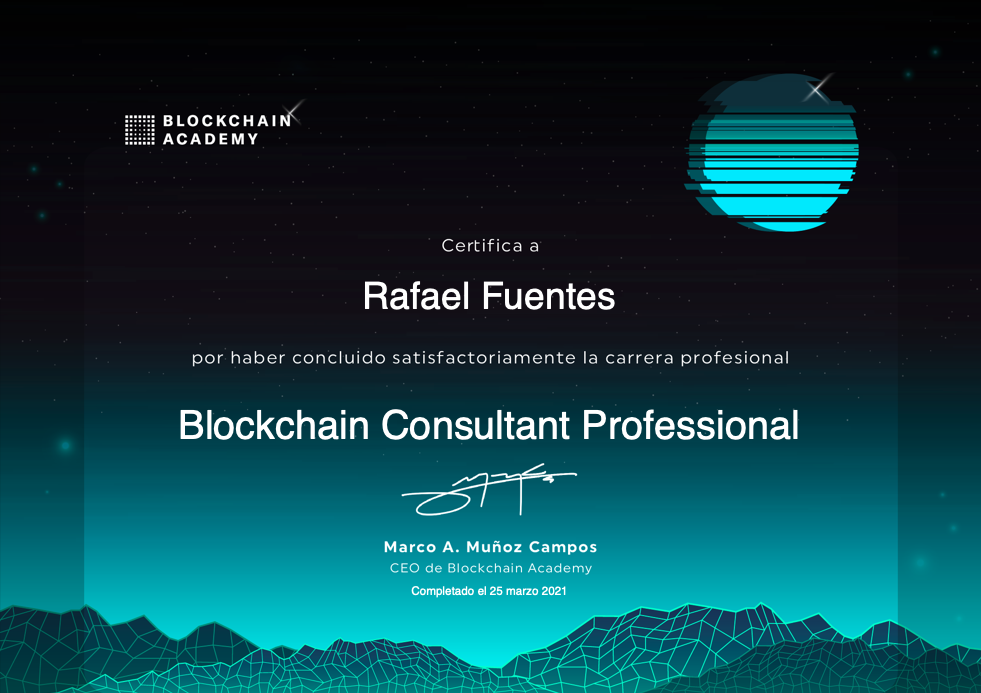 BLOCKCHAIN
ACADEMY
Certifica a
Rafael Fuentes
por haber concluido satisfactoriamente la carrera profesional
Blockchain Consultant Professional
Marco A. Muñoz Campos
CEO de Blockchain Academy
Completado el 25 marzo 2021